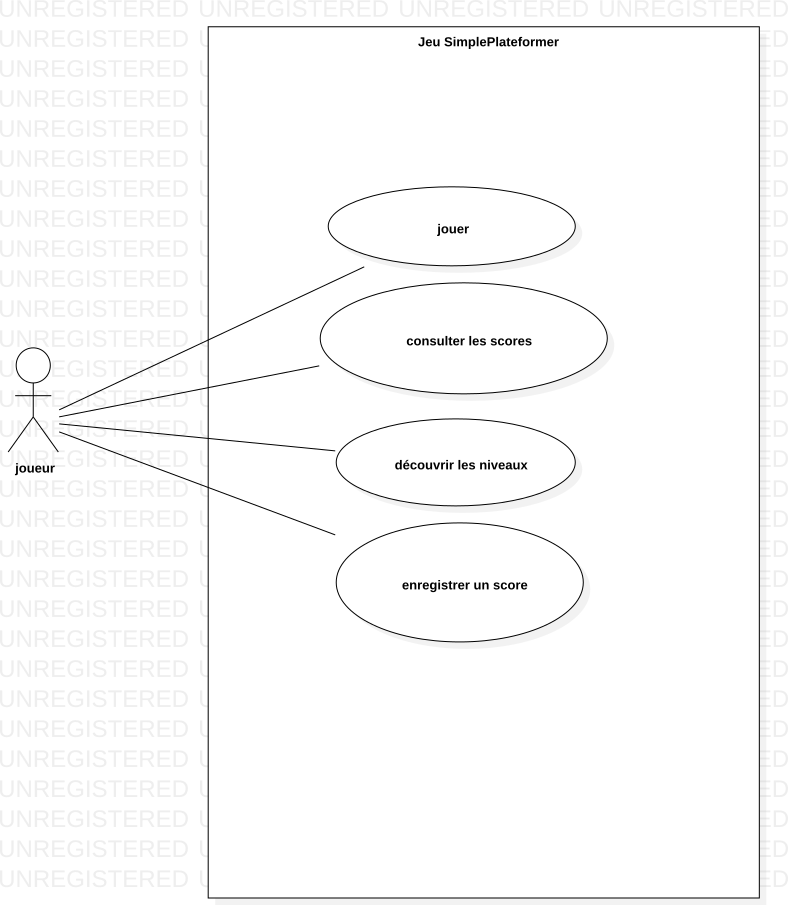 UNREGISTERED UNREGISTERED UNREGISTERED UNREGISTERED
Jeu SimplePlateformer
jouer
consulter les scores
joueur
découvrir les niveaux
enregistrer un score